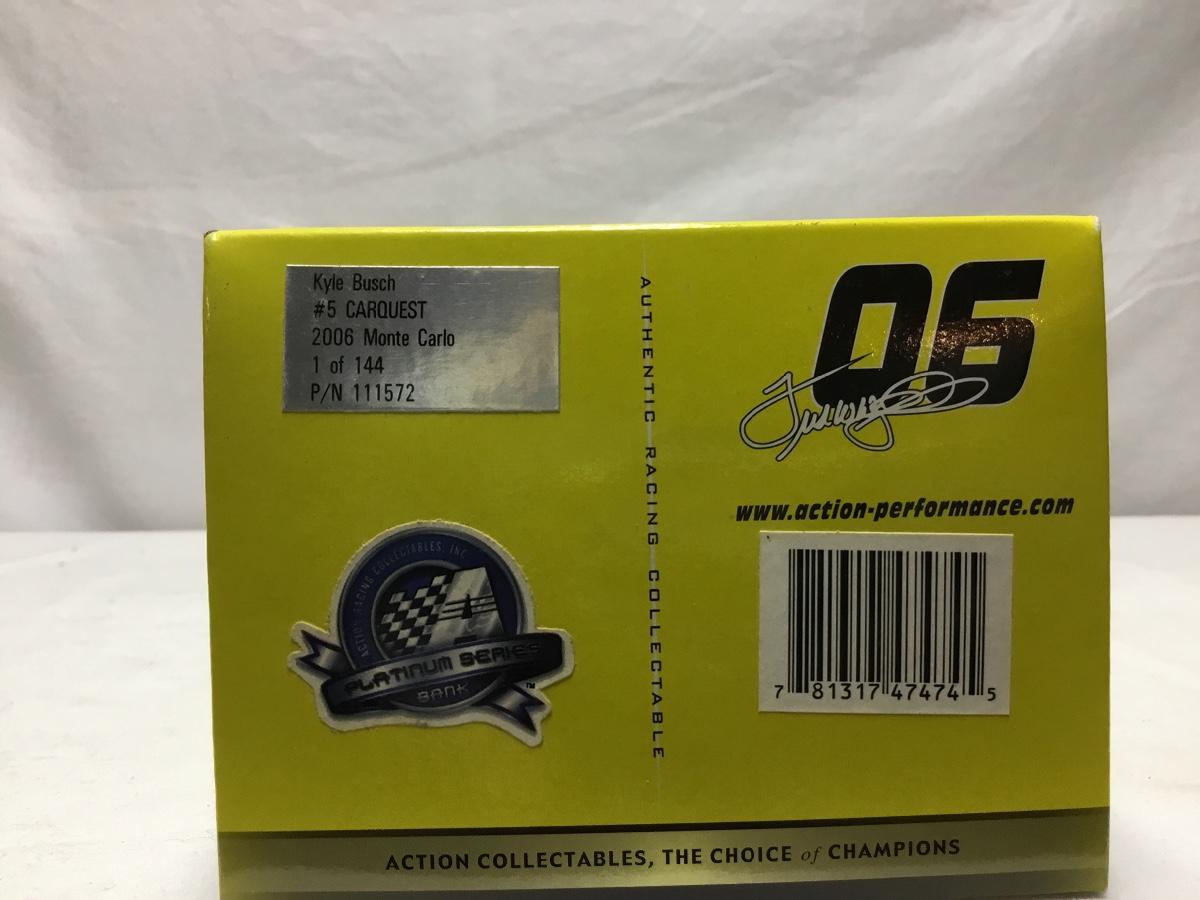 Kyle Busch
#5 CARQUEST
2006 Monte Carlo
1 of 144
P/N 111572
ACTION RACING COLLECTABLES, INC
PLATINUM SERIES
BANK
TM
AUTHENTIC RACING COLLECTABLE
06
www.action-performance.com
7 81317 47474 5
ACTION COLLECTABLES, THE CHOICE of CHAMPIONS